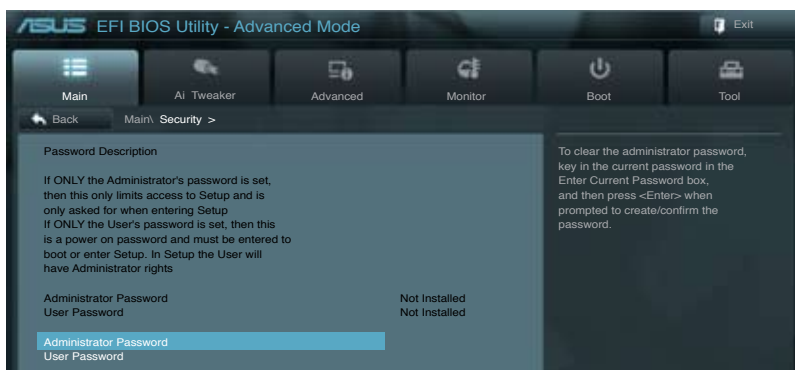 ASUS EFI BIOS Utility - Advanced Mode
Exit
Main
Ai Tweaker
Advanced
Monitor
Boot
Tool
Back
Main\ Security >
Password Description
If ONLY the Administrator's password is set,
then this only limits access to Setup and is
only asked for when entering Setup
If ONLY the User's password is set, then this
is a power on password and must be entered to
boot or enter Setup. In Setup the User will
have Administrator rights
Administrator Password Not Installed
User Password Not Installed
Administrator Password
User Password
To clear the administrator password,
key in the current password in the
Enter Current Password box,
and then press <Enter> when
prompted to create/confirm the
password.